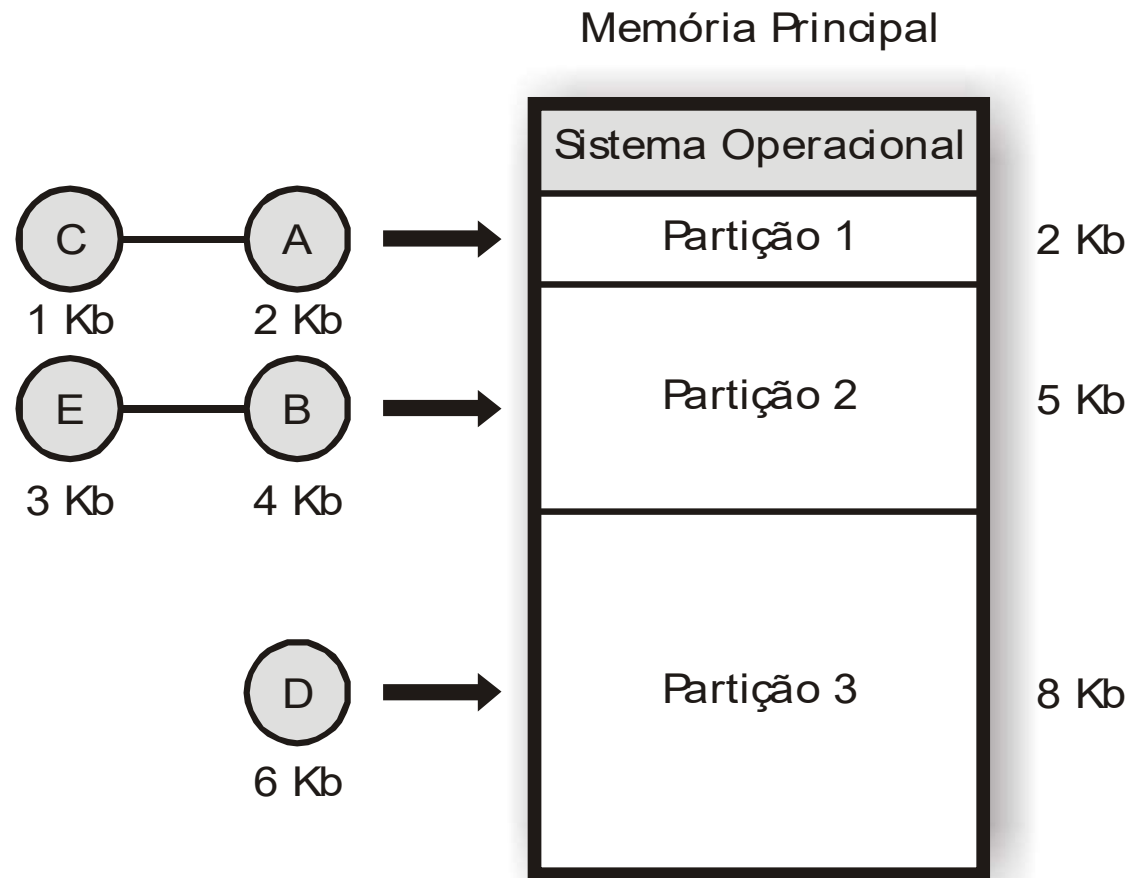 Memória Principal
Sistema Operacional
C
A
Partição 1
2 Kb
1 Kb
2 Kb
E
B
Partição 2
5 Kb
3 Kb
4 Kb
D
Partição 3
8 Kb
6 Kb